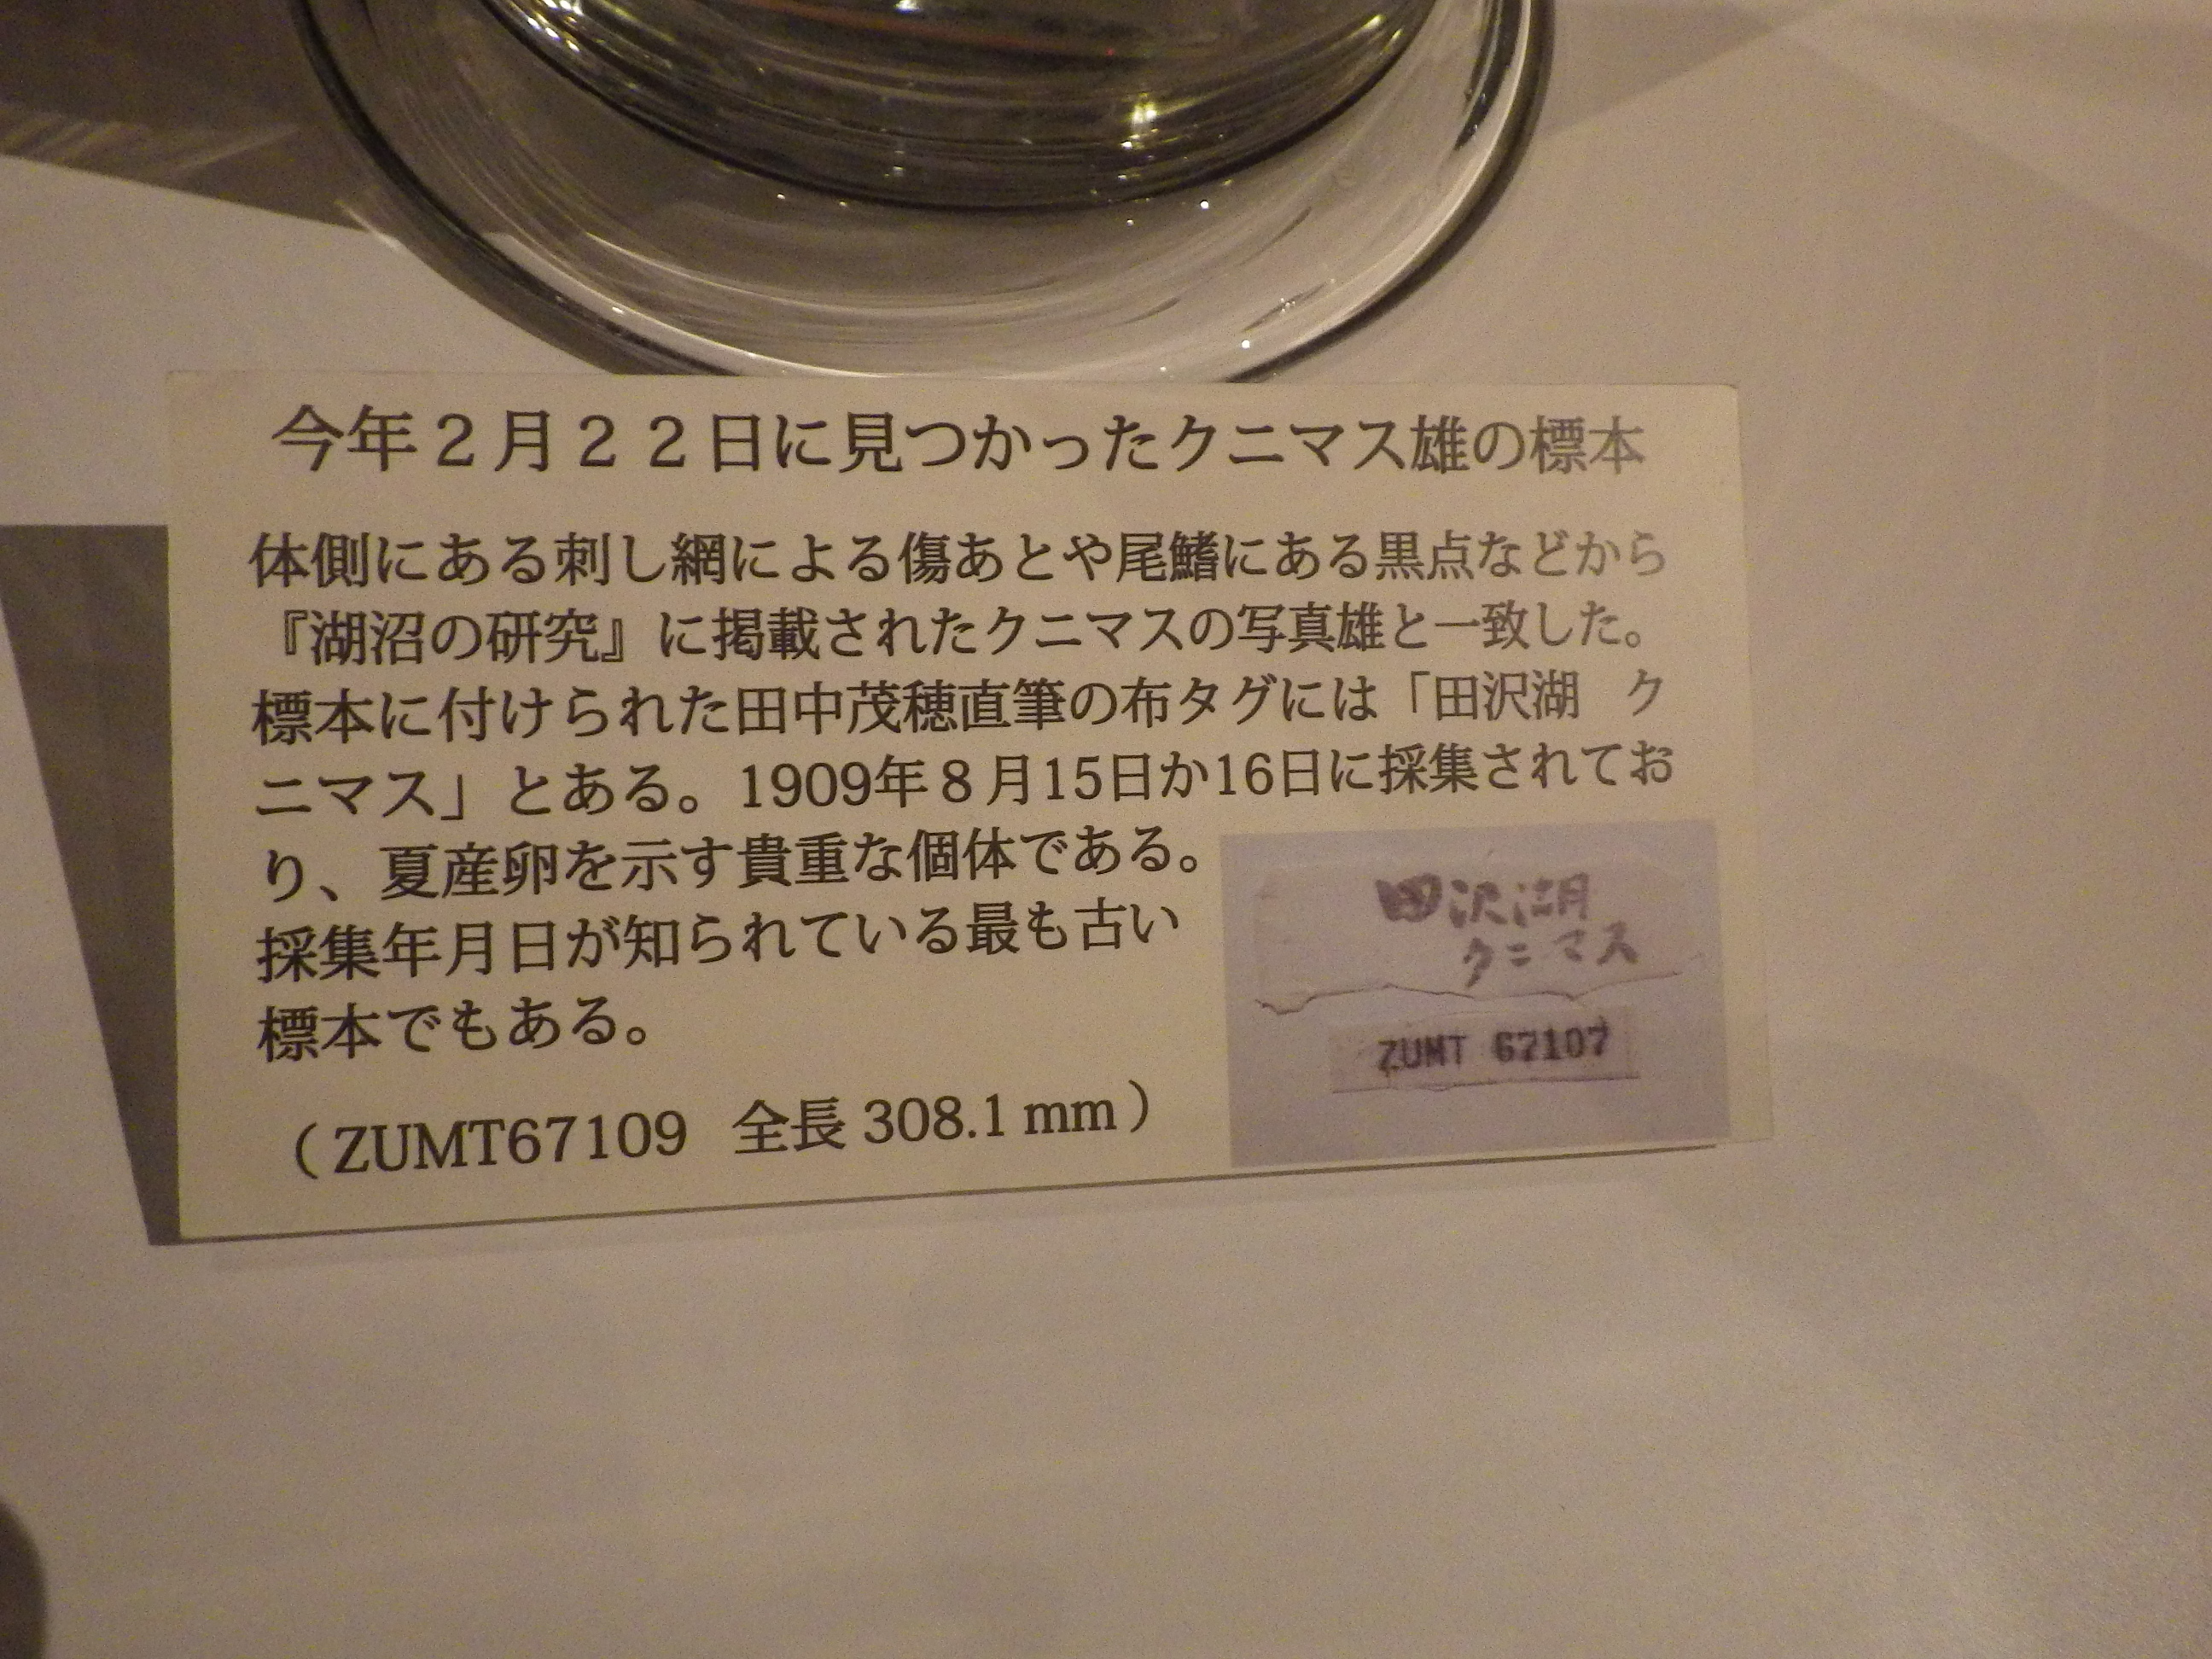 今年２月２２日に見つかったクニマス雄の標本
体側にある刺し網による傷あとや尾鰭にある黒点などから
『湖沼の研究』に掲載されたクニマスの写真雄と一致した。
標本に付けられた田中茂穂直筆の布タグには「田沢湖　ク
ニマス」とある。1909年８月15日か16日に採集されてお
り、夏産卵を示す貴重な個体である。
採集年月日が知られている最も古い
標本でもある。
（ZUMT67109　全長 308.1 mm）
田沢湖
クニマス
ZUMT 67107